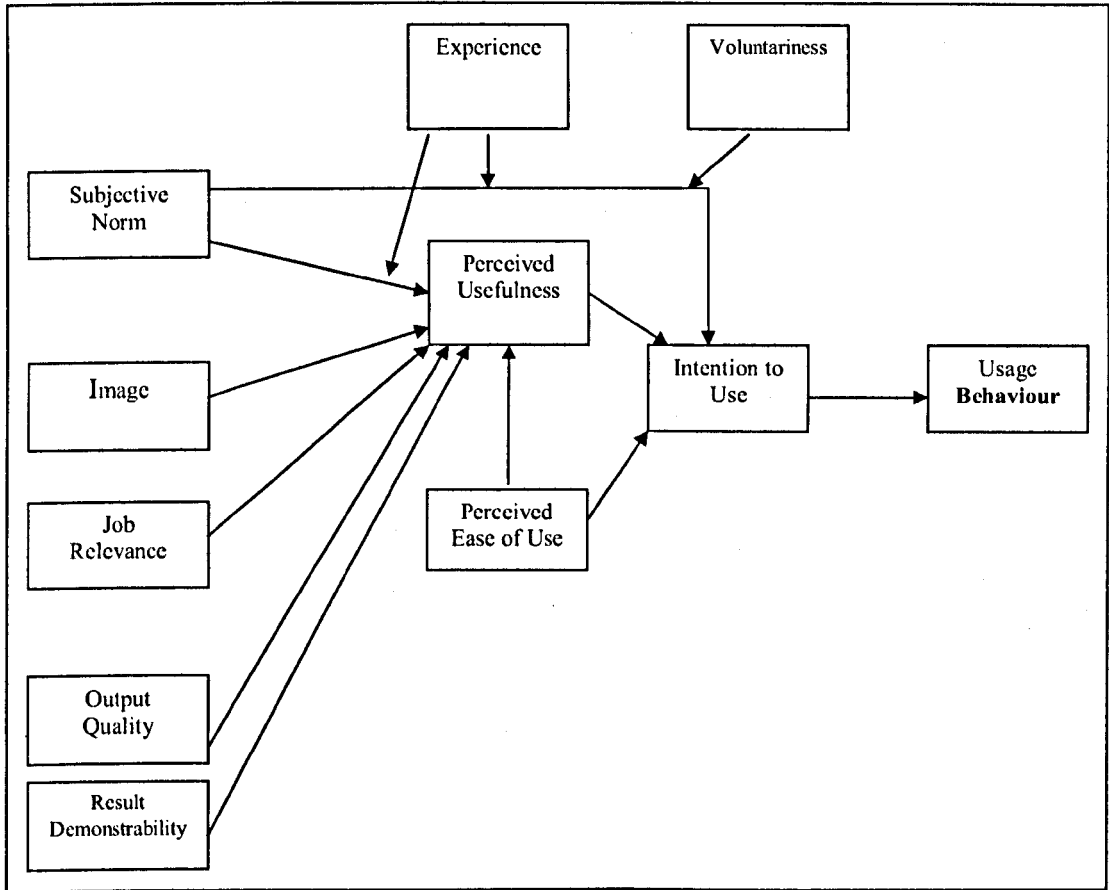 Experience
Voluntariness
Subjective
Norm
Perceived
Usefulness
Image
Intention to
Use
Usage
Behaviour
Job
Relevance
Perceived
Ease of Use
Output
Quality
Result
Demonstrability